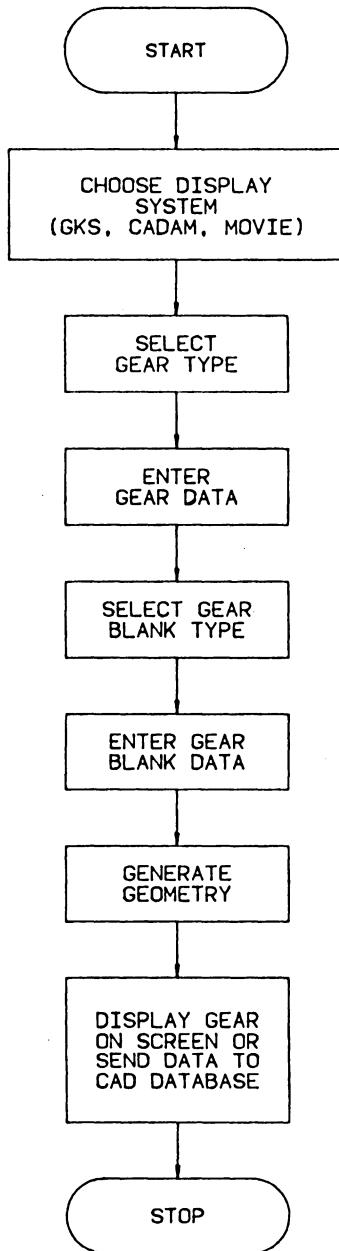 START
CHOOSE DISPLAY
SYSTEM
(GKS, CADAM, MOVIE)
SELECT
GEAR TYPE
ENTER
GEAR DATA
SELECT GEAR
BLANK TYPE
ENTER GEAR
BLANK DATA
GENERATE
GEOMETRY
DISPLAY GEAR
ON SCREEN OR
SEND DATA TO
CAD DATABASE
STOP